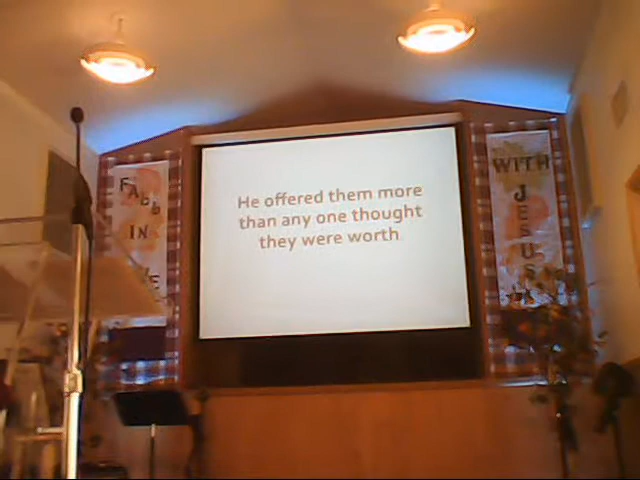 He offered them more
than any one thought
they were worth
IN
WITH
JESUS